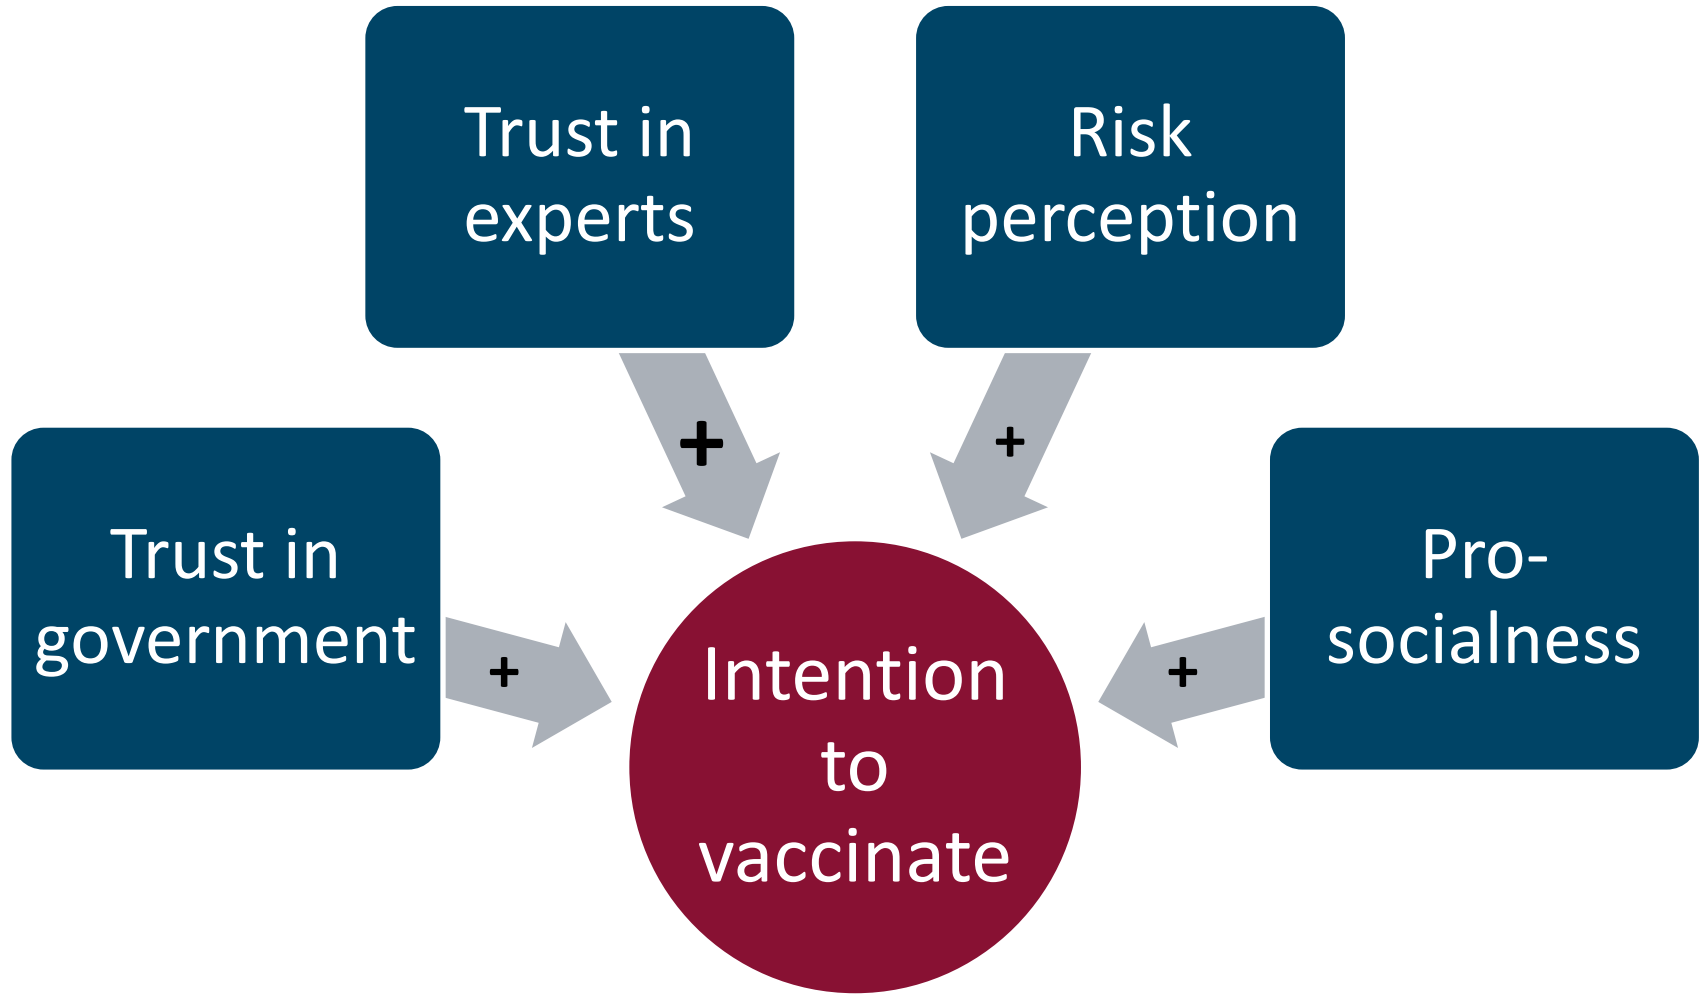 Trust in
experts
Risk
perception
+
+
Trust in
government
+
Pro-
socialness
+
Intention
to
vaccinate